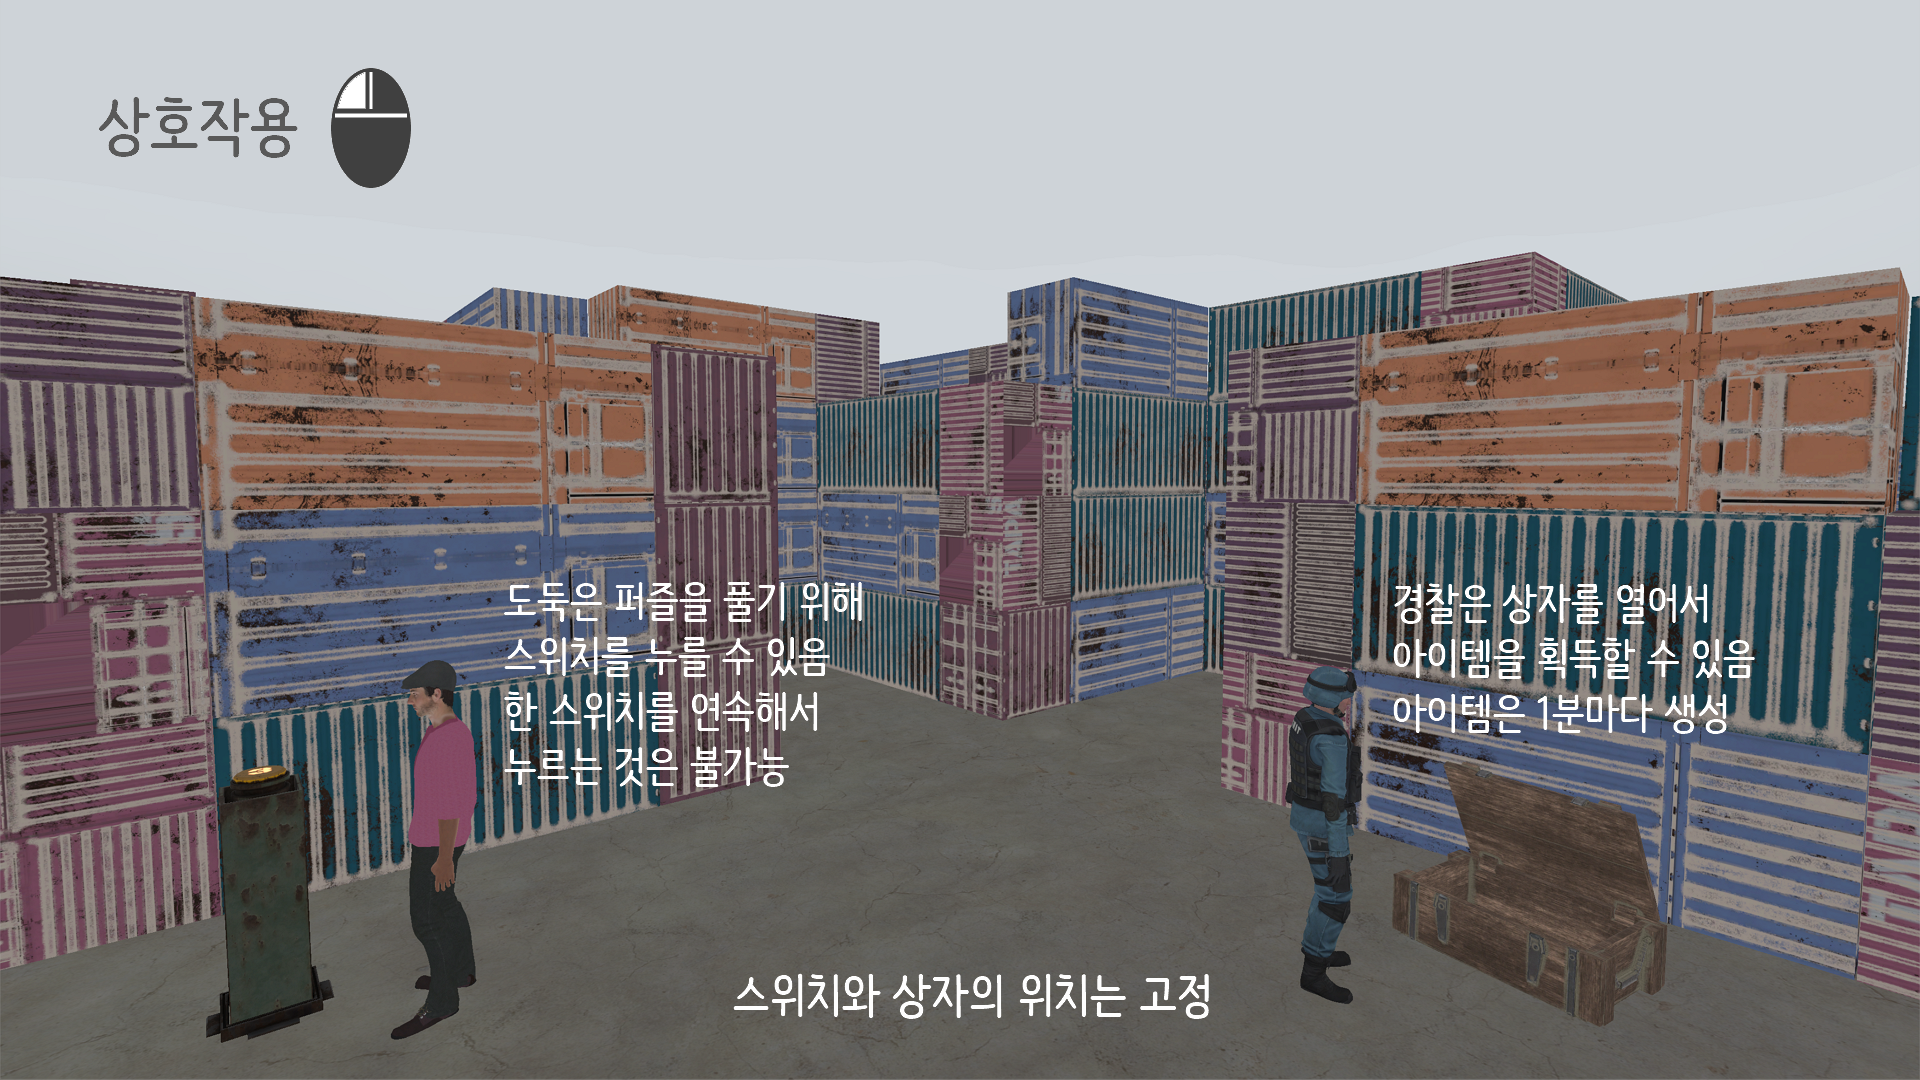 상호작용
도둑은 퍼즐을 풀기 위해
스위치를 누를 수 있음
한 스위치를 연속해서
누르는 것은 불가능
경찰은 상자를 열어서
아이템을 획득할 수 있음
아이템은 1분마다 생성
스위치와 상자의 위치는 고정